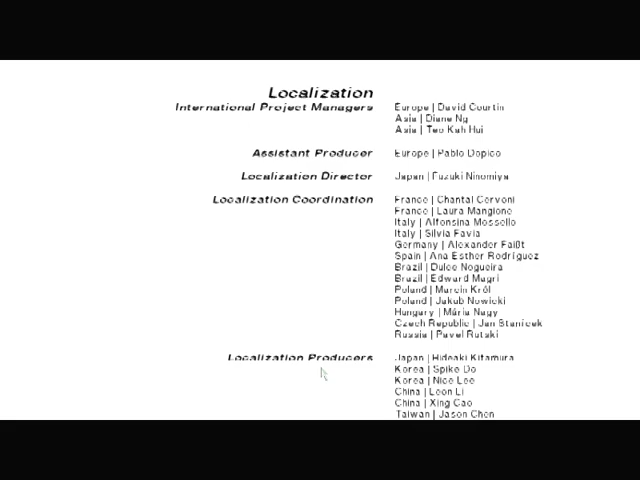 Localization
International Project Managers Europe | David Courtin
Asia | Diane Ng
Asia | Teo Kah Hui
Assistant Producer Europe | Pablo Dopico
Localization Director Japan | Fuzuki Ninomiya
Localization Coordination France | Chantal Cervoni
France | Laura Mangione
Italy | Alfonsina Mossello
Italy | Silvia Favia
Germany | Alexander Faißt
Spain | Ana Esther Rodríguez
Brazil | Dulce Nogueira
Brazil | Edward Magri
Poland | Marcin Król
Poland | Jakub Nowicki
Hungary | Mária Nagy
Czech Republic | Jan Stanícek
Russia | Pavel Rutski
Localization Producers Japan | Hideaki Kitamura
Korea | Spike Do
Korea | Nice Lee
China | Leon Li
China | Xing Cao
Taiwan | Jason Chen